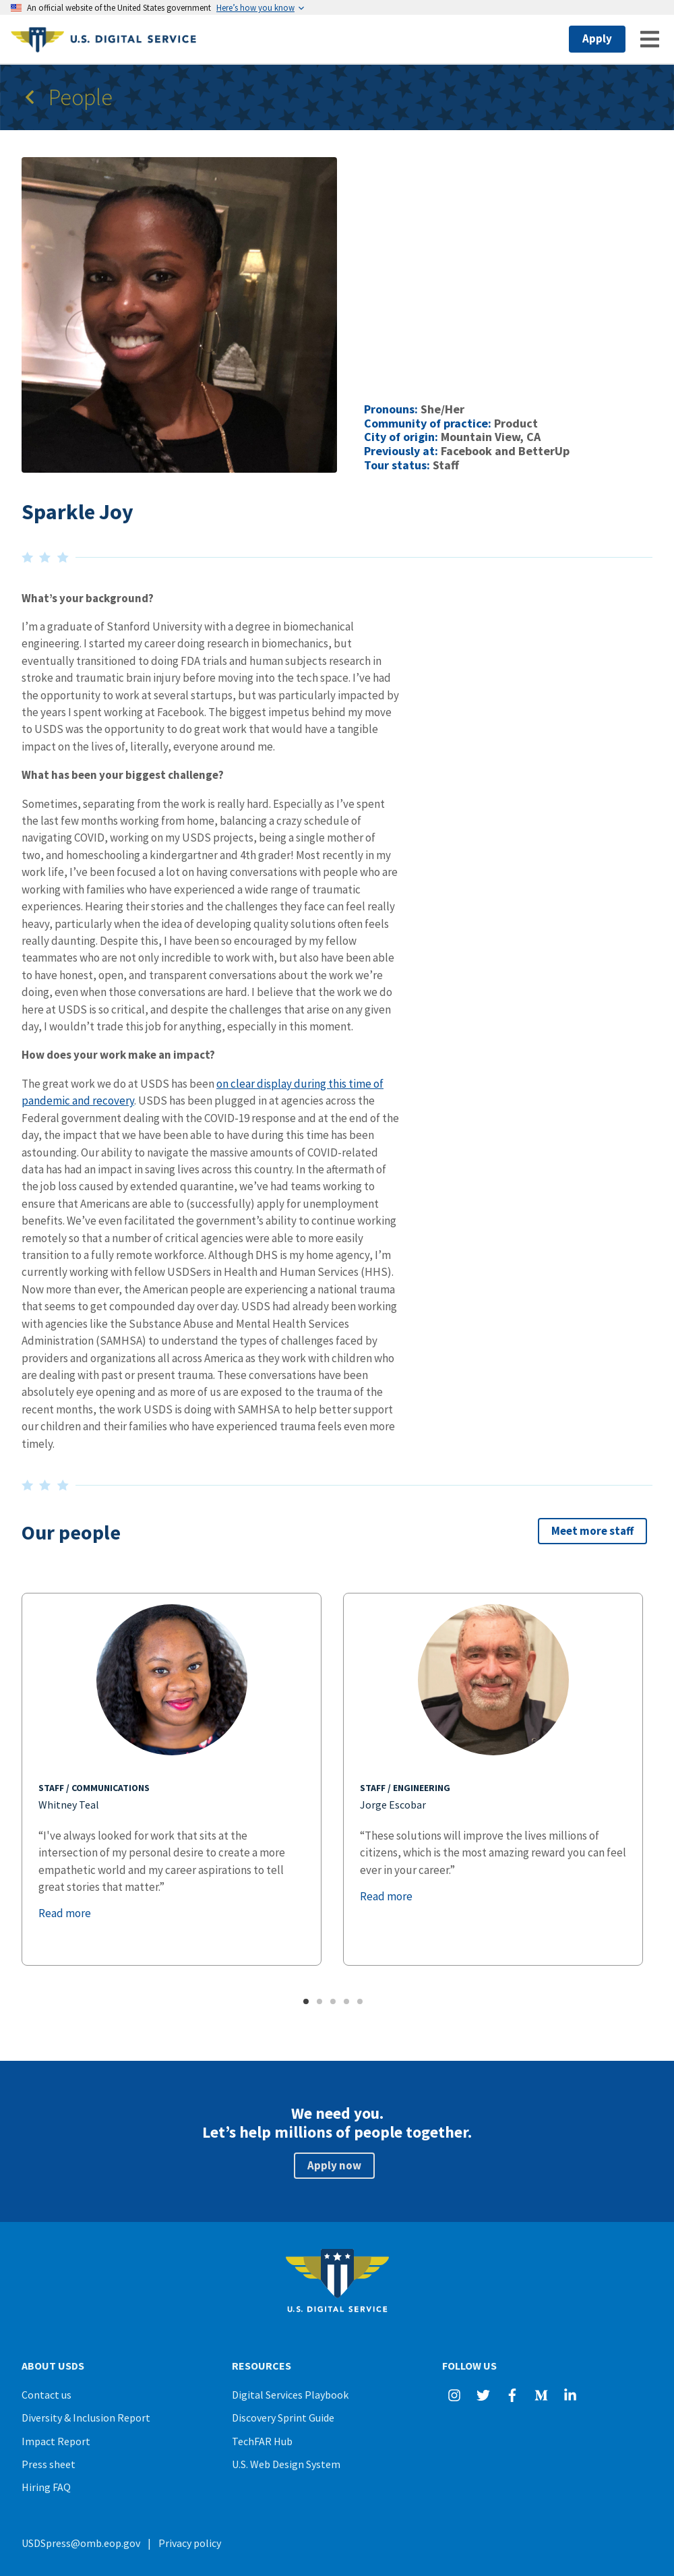 An official website of the United States government Here's how you know
U.S. DIGITAL SERVICE
Apply
People
Pronouns: She/Her
Community of practice: Product
City of origin: Mountain View, CA
Previously at: Facebook and BetterUp
Tour status: Staff
Sparkle Joy
What's your background?
I'm a graduate of Stanford University with a degree in biomechanical
engineering. I started my career doing research in biomechanics, but
eventually transitioned to doing FDA trials and human subjects research in
stroke and traumatic brain injury before moving into the tech space. I've had
the opportunity to work at several startups, but was particularly impacted by
the years I spent working at Facebook. The biggest impetus behind my move
to USDS was the opportunity to do great work that would have a tangible
impact on the lives of, literally, everyone around me.
What has been your biggest challenge?
Sometimes, separating from the work is really hard. Especially as I've spent
the last few months working from home, balancing a crazy schedule of
navigating COVID, working on my USDS projects, being a single mother of
two, and homeschooling a kindergartner and 4th grader! Most recently in my
work life, I've been focused a lot on having conversations with people who are
working with families who have experienced a wide range of traumatic
experiences. Hearing their stories and the challenges they face can feel really
heavy, particularly when the idea of developing quality solutions often feels
really daunting. Despite this, I have been so encouraged by my fellow
teammates who are not only incredible to work with, but also have been able
to have honest, open, and transparent conversations about the work we're
doing, even when those conversations are hard. I believe that the work we do
here at USDS is so critical, and despite the challenges that arise on any given
day, I wouldn't trade this job for anything, especially in this moment.
How does your work make an impact?
The great work we do at USDS has been on clear display during this time of
pandemic and recovery. USDS has been plugged in at agencies across the
Federal government dealing with the COVID-19 response and at the end of the
day, the impact that we have been able to have during this time has been
astounding. Our ability to navigate the massive amounts of COVID-related
data has had an impact in saving lives across this country. In the aftermath of
the job loss caused by extended quarantine, we've had teams working to
ensure that Americans are able to (successfully) apply for unemployment
benefits. We've even facilitated the government's ability to continue working
remotely so that a number of critical agencies were able to more easily
transition to a fully remote workforce. Although DHS is my home agency, I'm
currently working with fellow USDSers in Health and Human Services (HHS).
Now more than ever, the American people are experiencing a national trauma
that seems to get compounded day over day. USDS had already been working
with agencies like the Substance Abuse and Mental Health Services
Administration (SAMHSA) to understand the types of challenges faced by
providers and organizations all across America as they work with children who
are dealing with past or present trauma. These conversations have been
absolutely eye opening and as more of us are exposed to the trauma of the
recent months, the work USDS is doing with SAMHSA to help better support
our children and their families who have experienced trauma feels even more
timely.
Our people
Meet more staff
STAFF / COMMUNICATIONS
Whitney Teal
“I've always looked for work that sits at the
intersection of my personal desire to create a more
empathetic world and my career aspirations to tell
great stories that matter.”
Read more
STAFF / ENGINEERING
Jorge Escobar
“These solutions will improve the lives millions of
citizens, which is the most amazing reward you can feel
ever in your career.”
Read more
We need you.
Let's help millions of people together.
Apply now
U.S. DIGITAL SERVICE
ABOUT USDS
Contact us
Diversity & Inclusion Report
Impact Report
Press sheet
Hiring FAQ
RESOURCES
Digital Services Playbook
Discovery Sprint Guide
TechFAR Hub
U.S. Web Design System
FOLLOW US
USDSpress@omb.eop.gov | Privacy policy